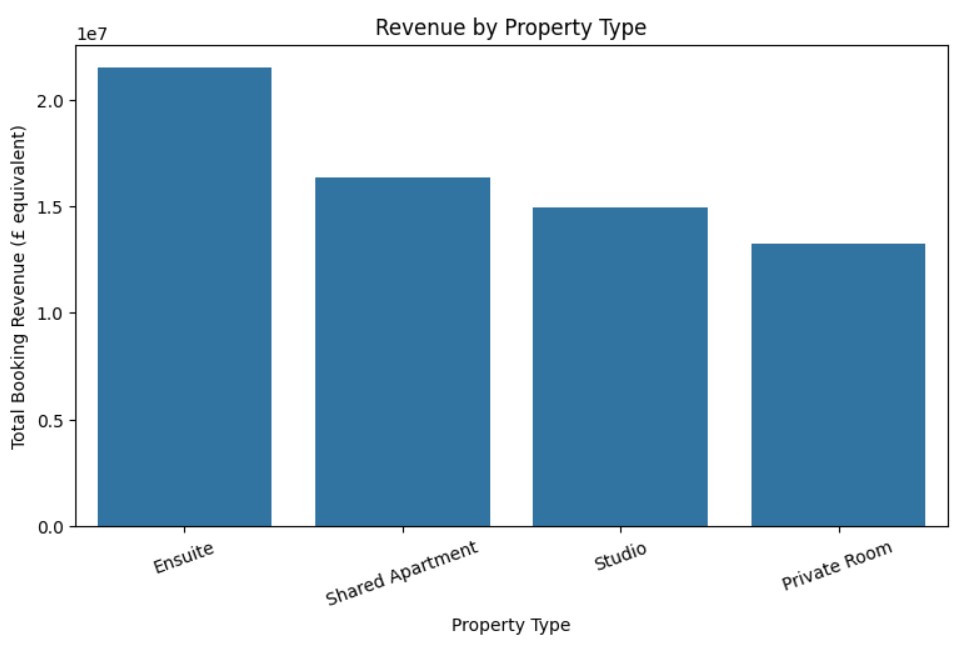 Revenue by Property Type
1e7
2.0
1.5
1.0
0.5
0.0
Total Booking Revenue (£ equivalent)
Ensuite
Shared Apartment
Studio
Private Room
Property Type